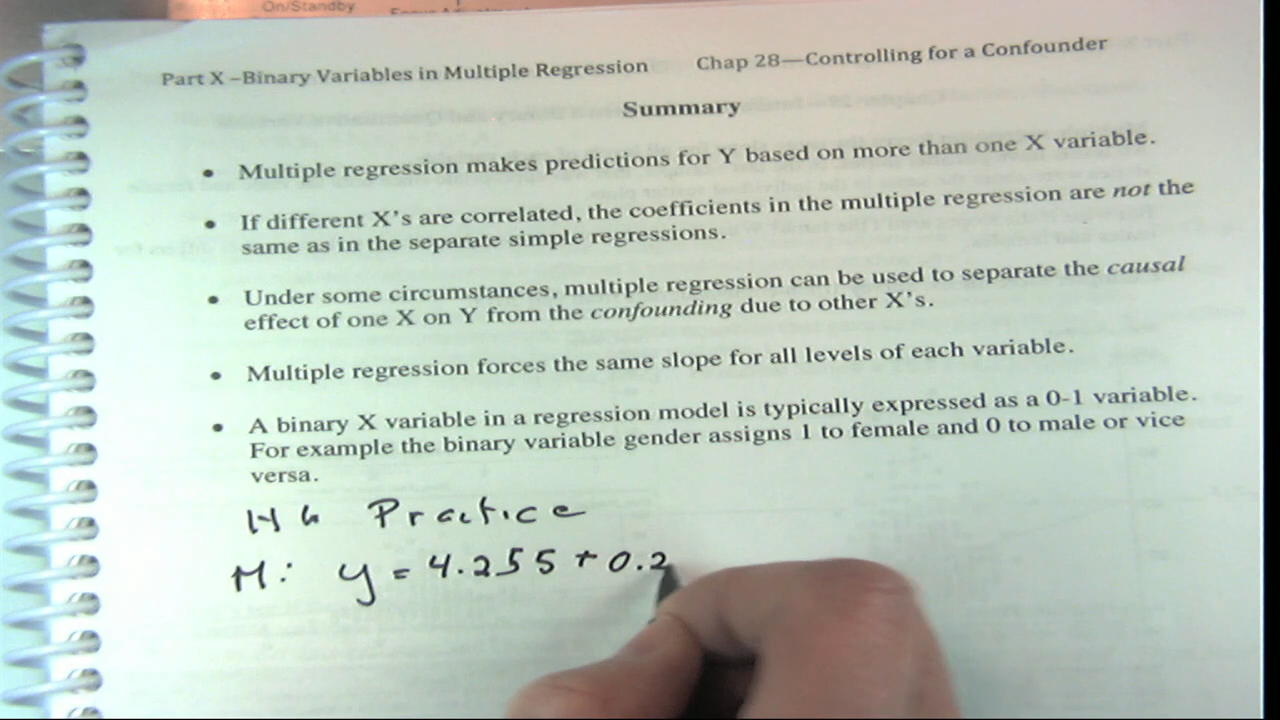 On/Standby
Part X –Binary Variables in Multiple Regression Chap 28—Controlling for a Confounder
Summary
• Multiple regression makes predictions for Y based on more than one X variable.
• If different X's are correlated, the coefficients in the multiple regression are not the
same as in the separate simple regressions.
• Under some circumstances, multiple regression can be used to separate the causal
effect of one X on Y from the confounding due to other X's.
• Multiple regression forces the same slope for all levels of each variable.
• A binary X variable in a regression model is typically expressed as a 0-1 variable.
For example the binary variable gender assigns 1 to female and 0 to male or vice
versa.
Practice
M: y = 4.255 + 0.2